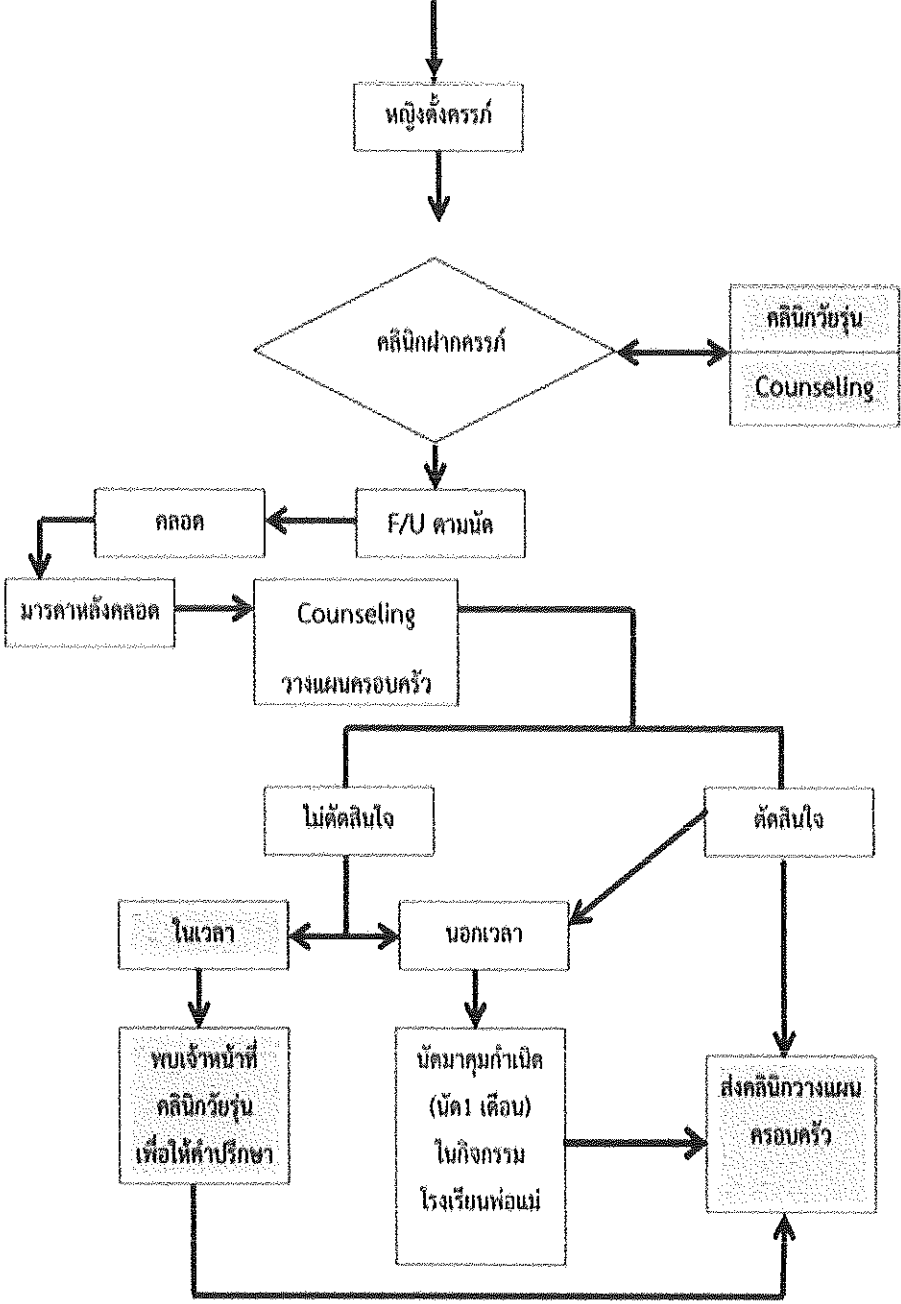 หญิงตั้งครรภ์
คลินิกฝากครรภ์
คลินิกวัยรุ่น
Counseling
F/U ตามนัด
คลอด
มารดาหลังคลอด
Counseling
วางแผนครอบครัว
ไม่ตัดสินใจ
ตัดสินใจ
ในเวลา
นอกเวลา
พบเจ้าหน้าที่
คลินิกวัยรุ่น
เพื่อให้คำปรึกษา
นัดมาคุมกำเนิด
(นัด1 เดือน)
ในกิจกรรม
โรงเรียนพ่อแม่
ส่งคลินิกวางแผน
ครอบครัว